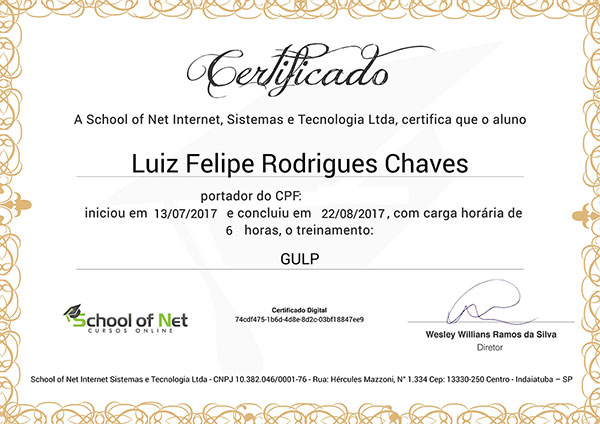 Certificado
A School of Net Internet, Sistemas e Tecnologia Ltda, certifica que o aluno
Luiz Felipe Rodrigues Chaves
portador do CPF:
iniciou em 13/07/2017 e concluiu em 22/08/2017, com carga horária de
6 horas, o treinamento:
GULP
School of Net
CURSOS ONLINE
Certificado Digital
74cdf475-1b6d-4d8e-8d2c-03bf18847ee9
Wesley Willians Ramos da Silva
Diretor
School of Net Internet Sistemas e Tecnologia Ltda - CNPJ 10.382.046/0001-76 - Rua: Hércules Mazzoni, N° 1.334 Cep: 13330-250 Centro - Indaiatuba – SP